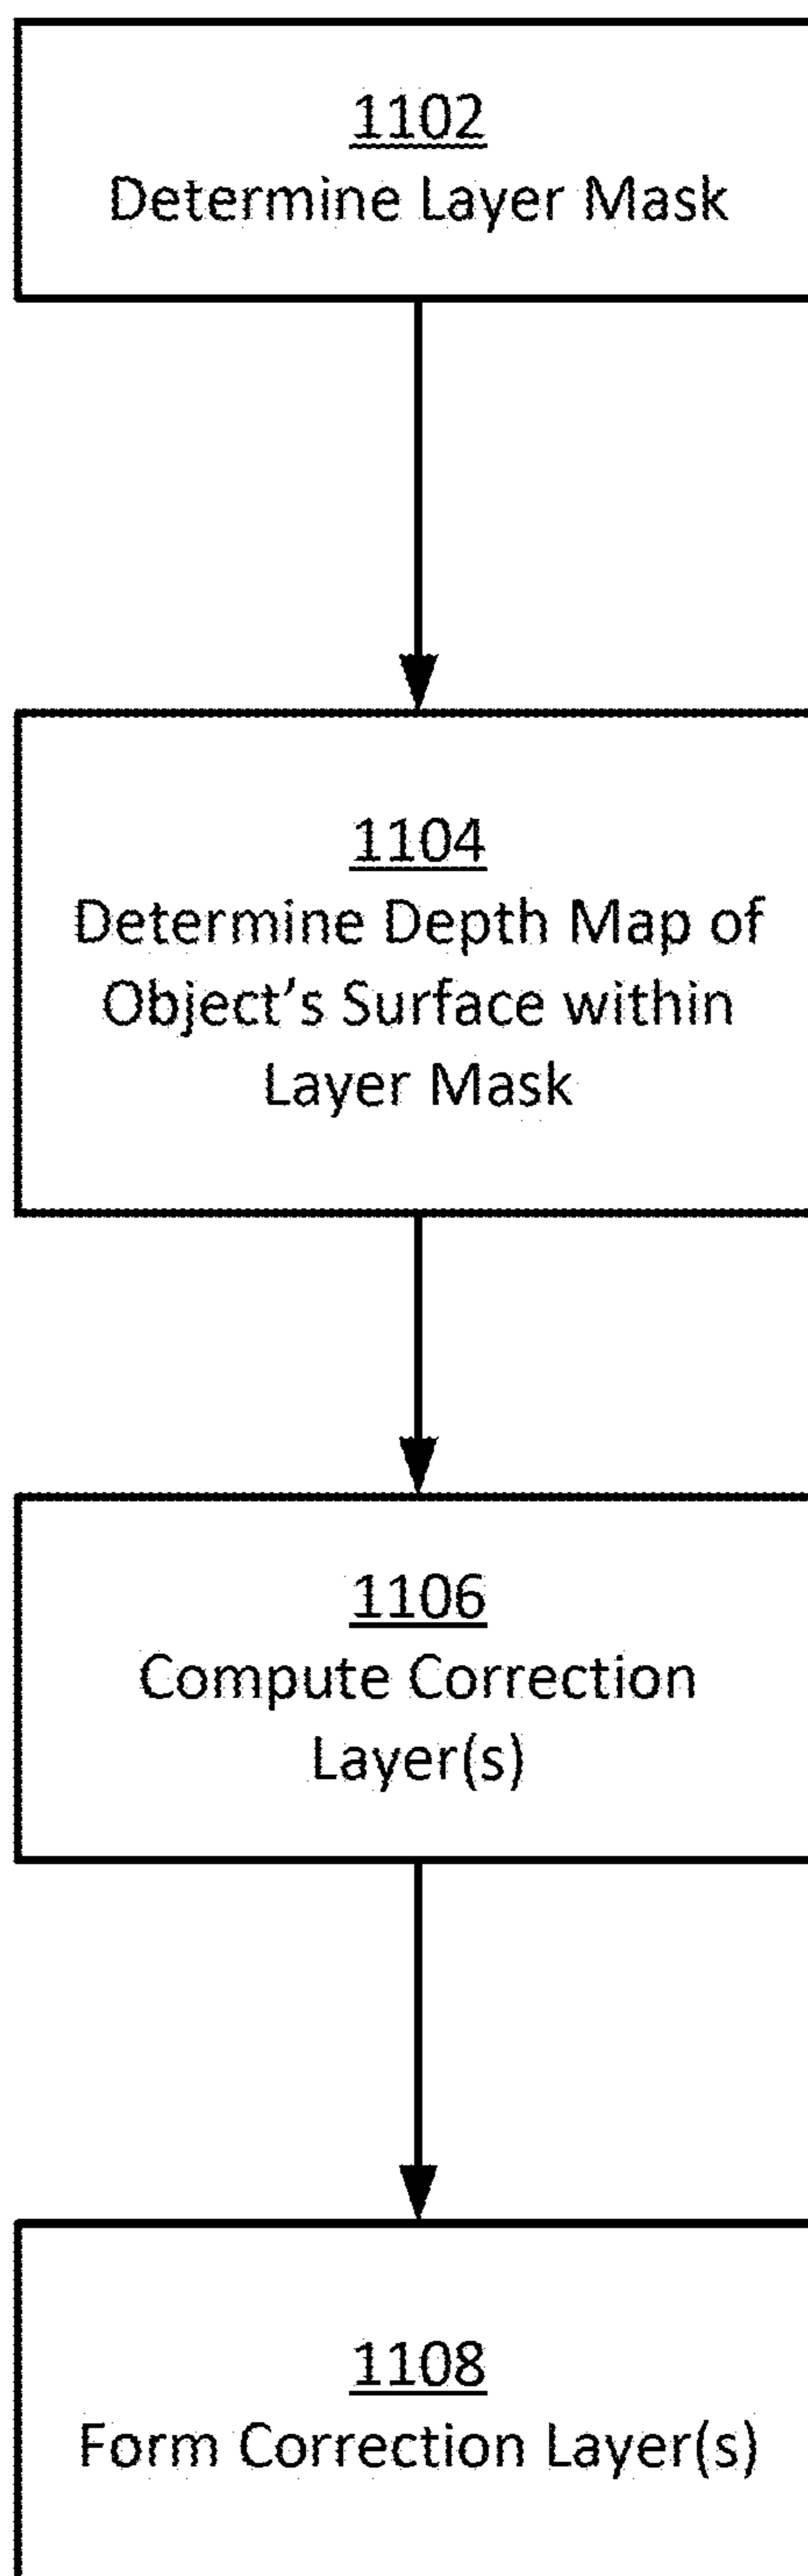 1102
Determine Layer Mask
1104
Determine Depth Map of
Object’s Surface within
Layer Mask
1106
Compute Correction
Layer(s)
1108
Form Correction Layer(s)